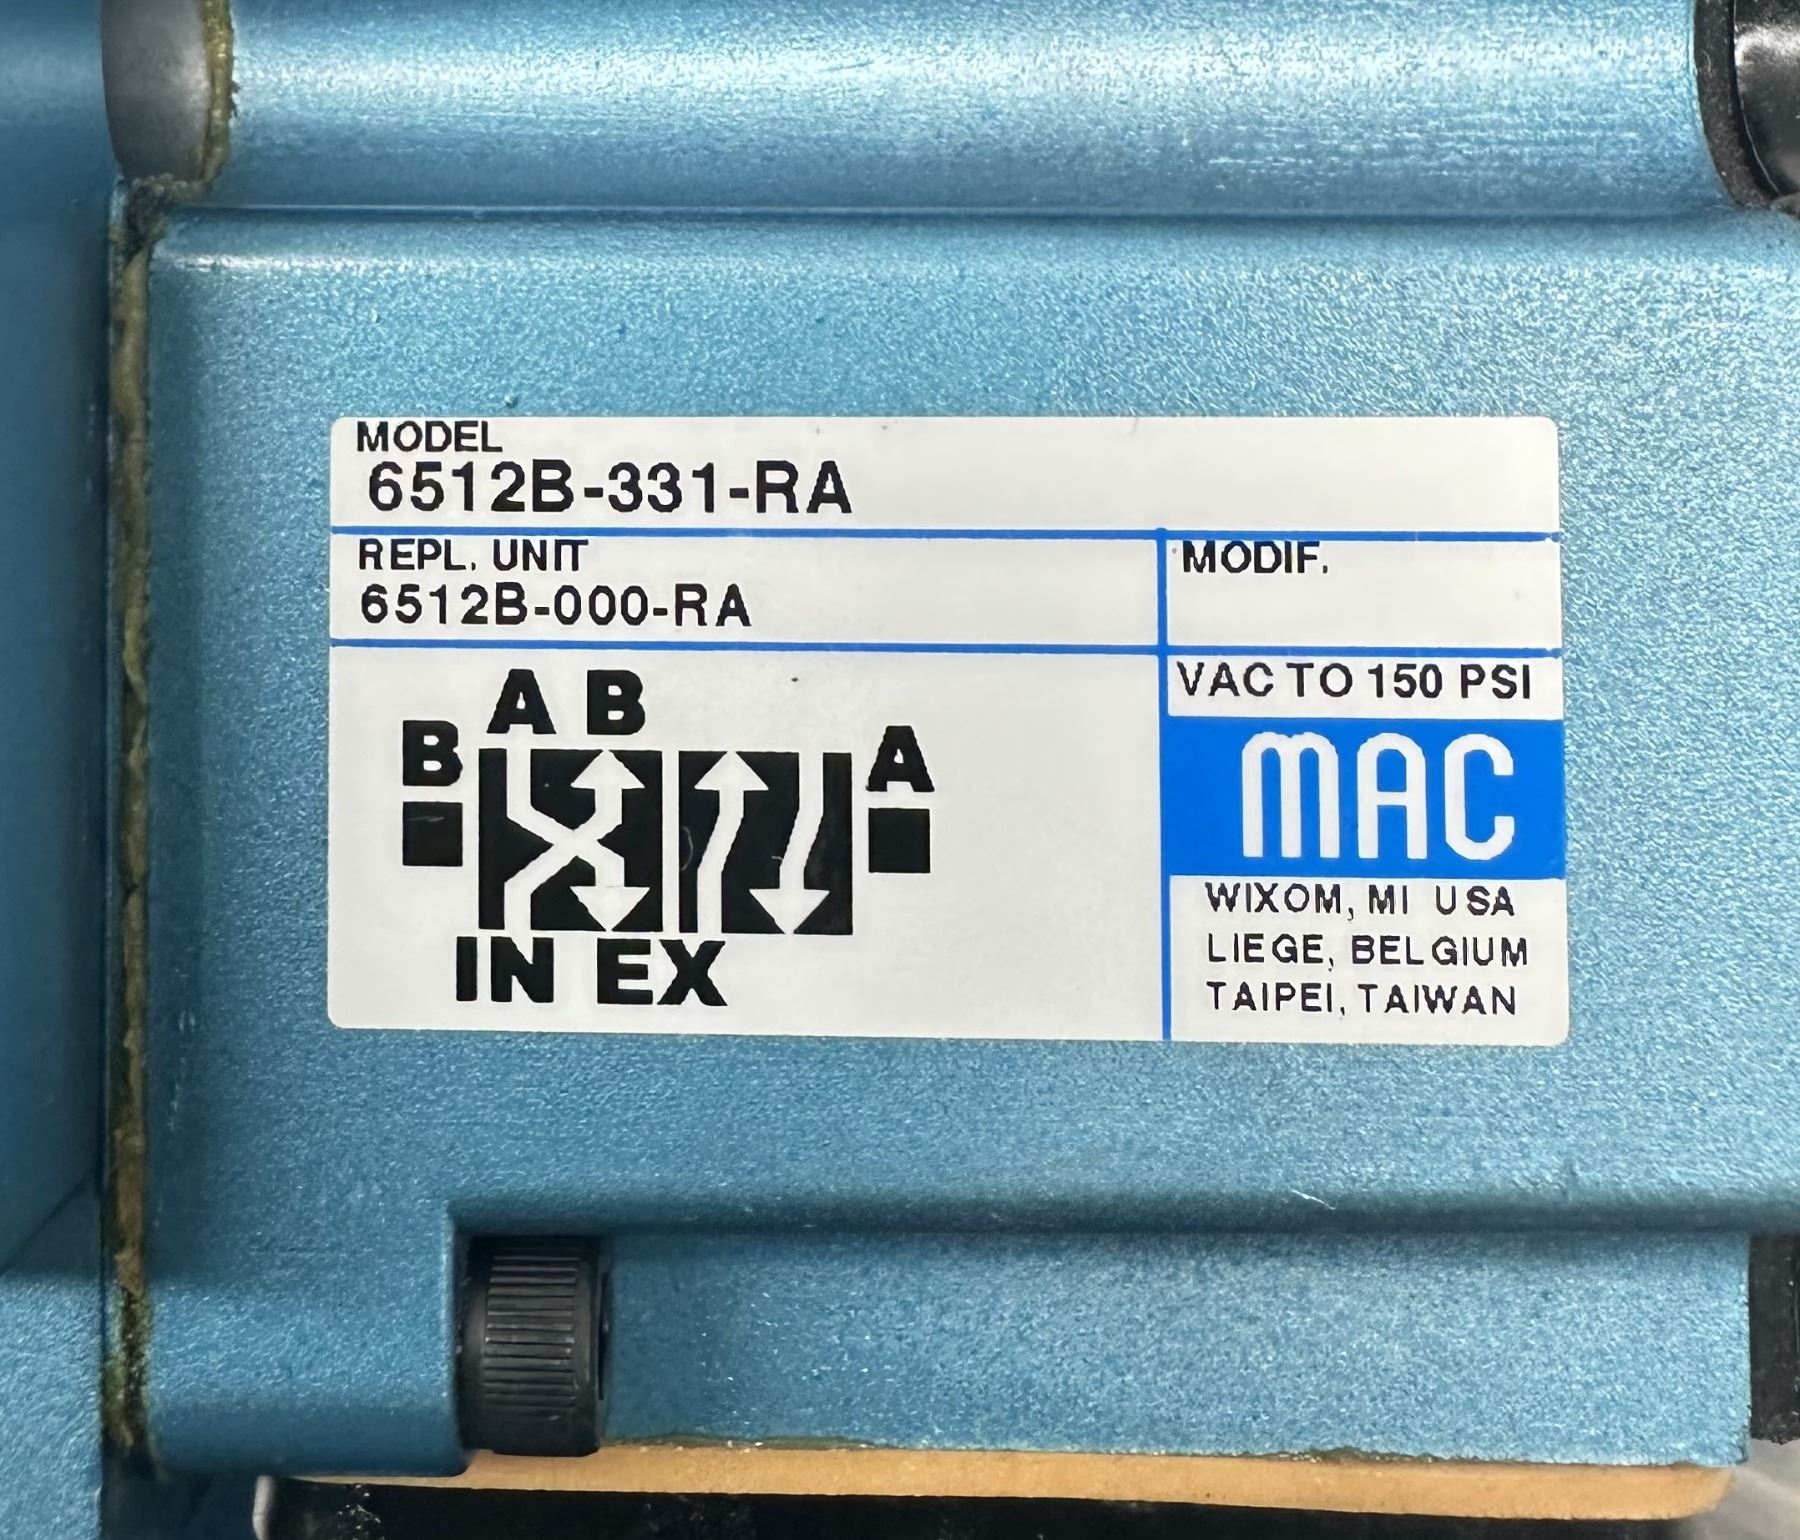 MODEL
6512B-331-RA
REPL. UNIT
6512B-000-RA
MODIF.
VAC TO 150 PSI
A B
B
A
IN EX
MAC
WIXOM, MI USA
LIEGE, BELGIUM
TAIPEI, TAIWAN